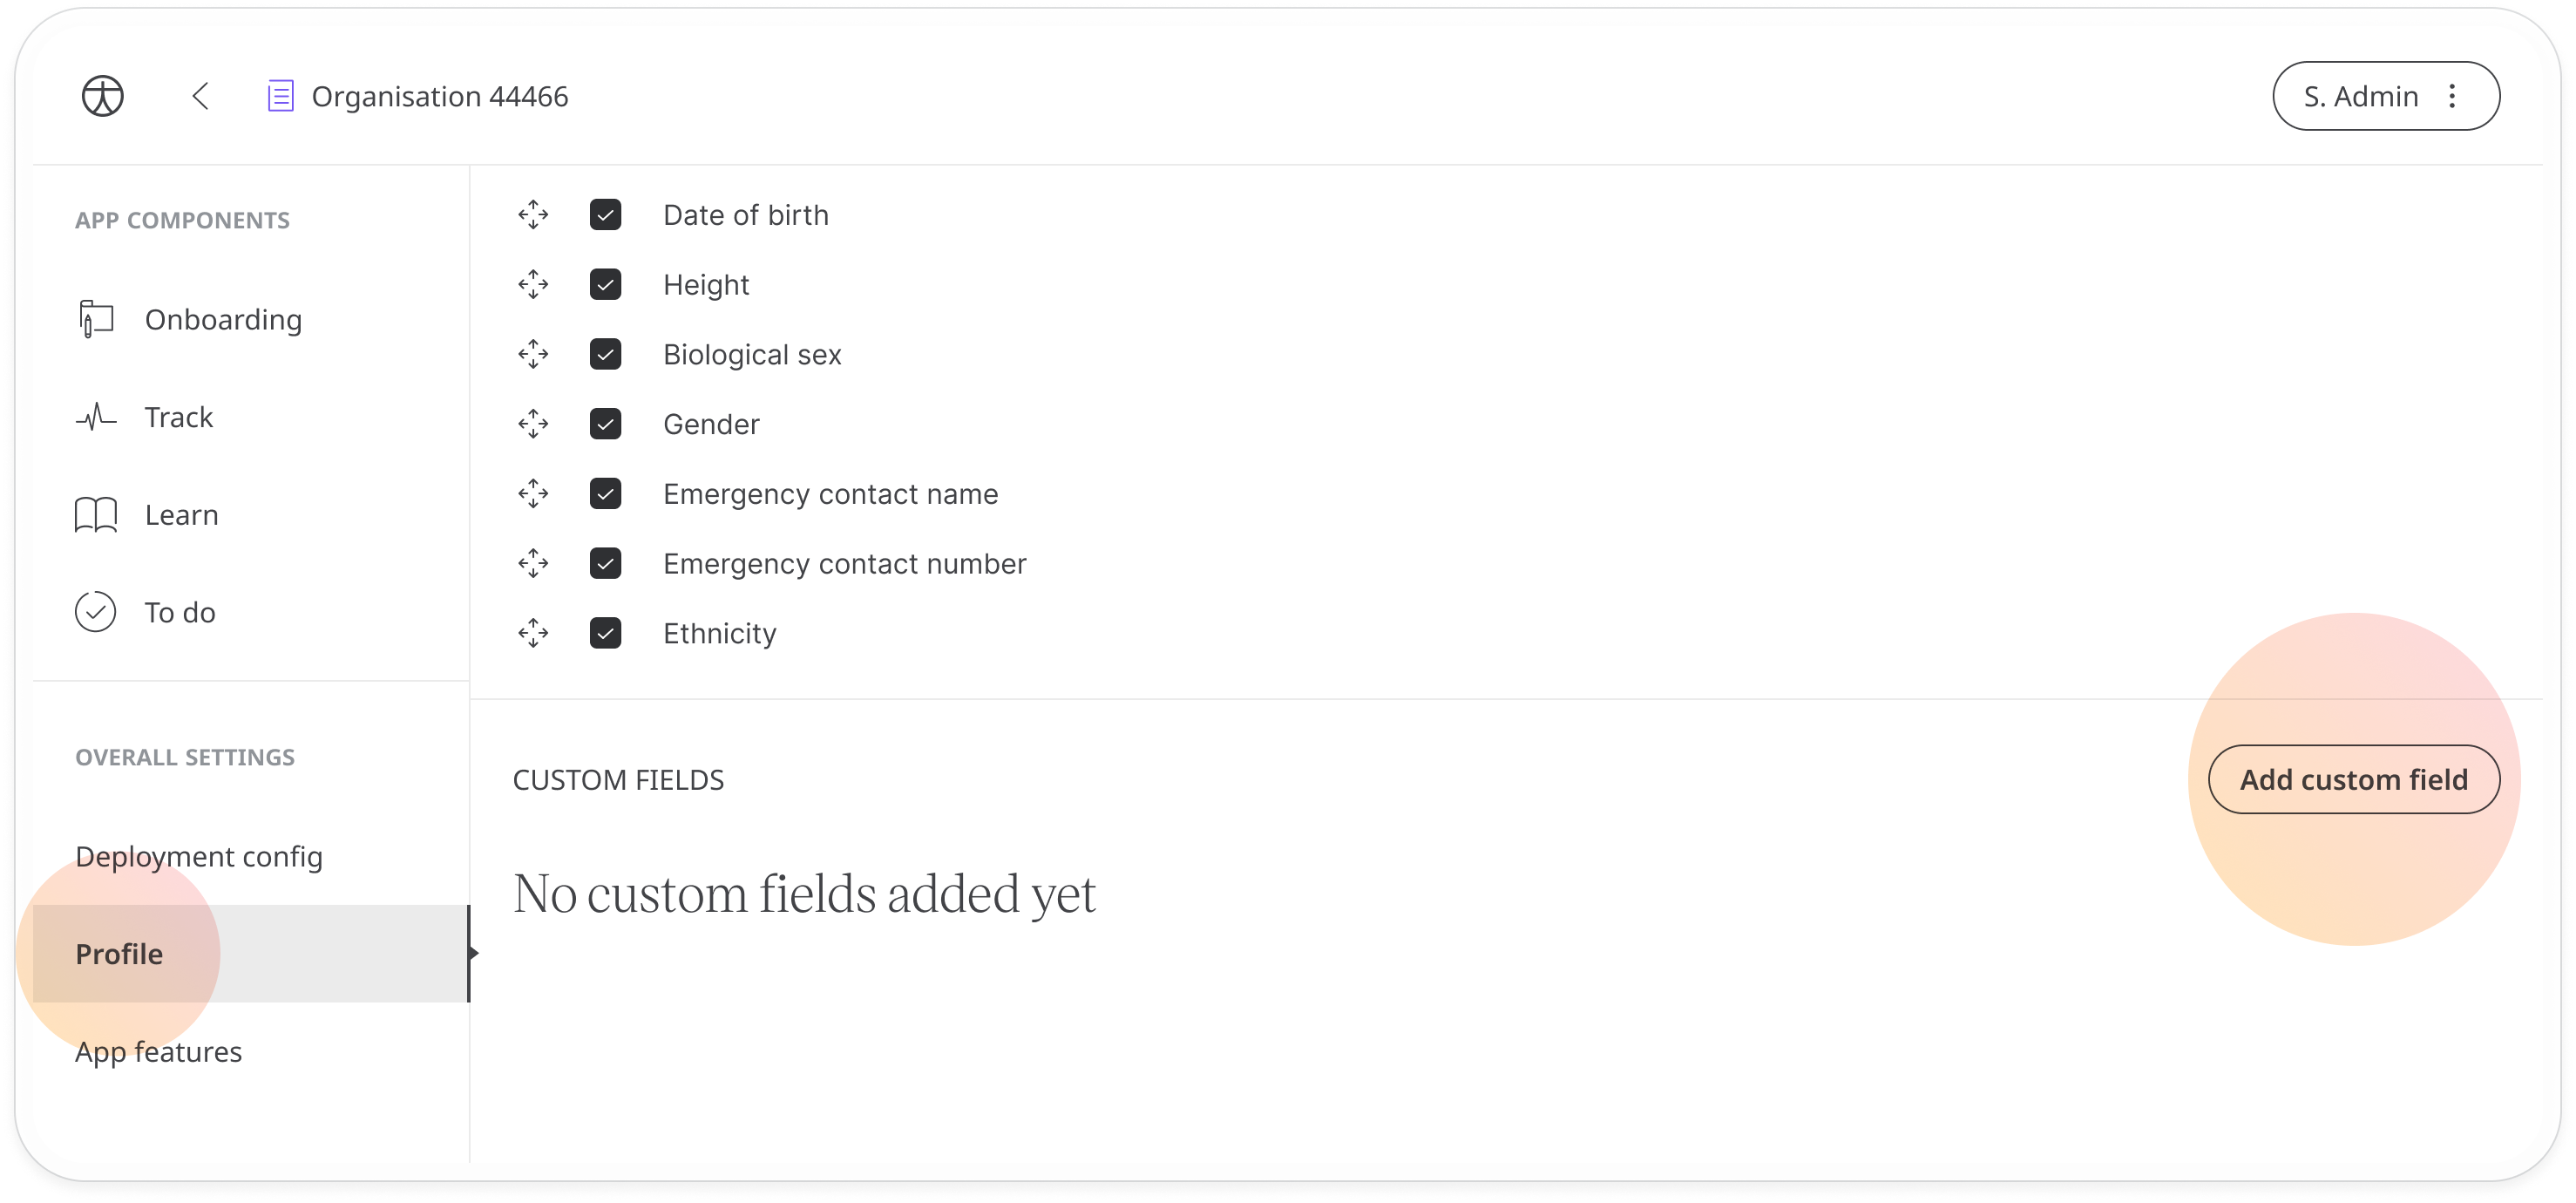 Organisation 44466
S. Admin
APP COMPONENTS
Onboarding
Track
Learn
To do
OVERALL SETTINGS
Deployment config
Profile
App features
Date of birth
Height
Biological sex
Gender
Emergency contact name
Emergency contact number
Ethnicity
CUSTOM FIELDS
Add custom field
No custom fields added yet